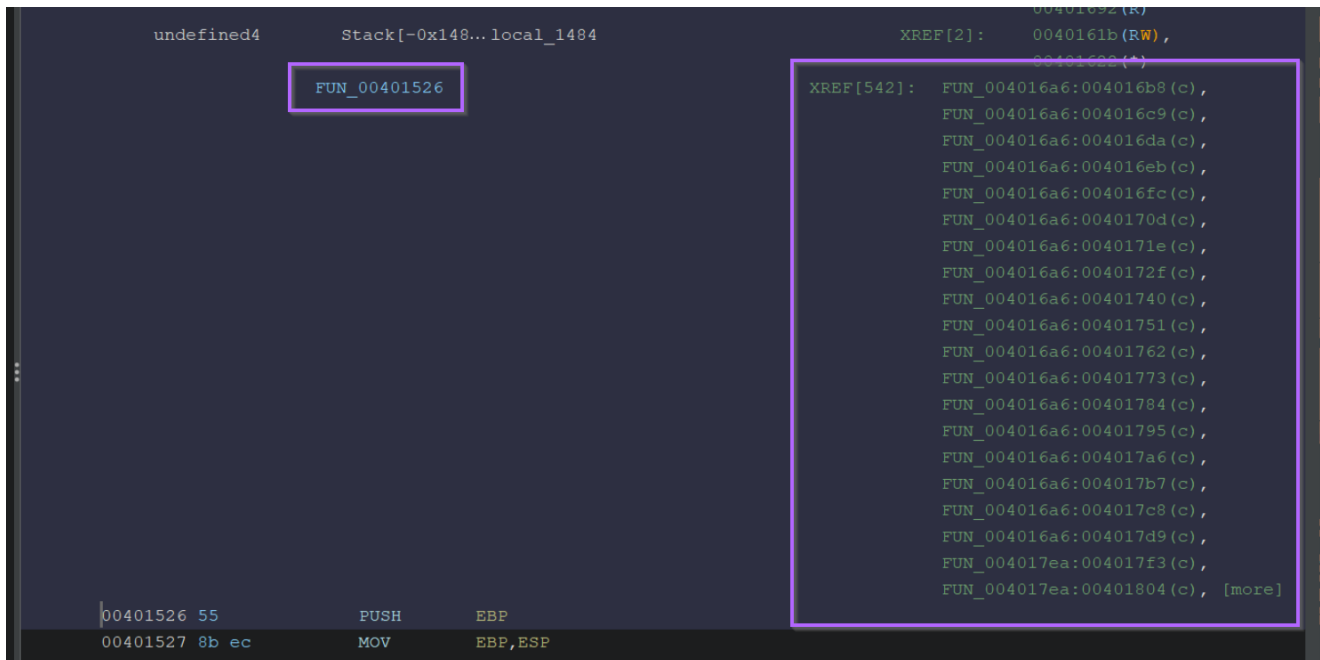 00401692(R)
undefined4 Stack[-0x148... local_1484 XREF[2]: 0040161b(RW),
00401622(*)
FUN_00401526 XREF[542]: FUN_004016a6:004016b8(c),
FUN_004016a6:004016c9(c),
FUN_004016a6:004016da(c),
FUN_004016a6:004016eb(c),
FUN_004016a6:004016fc(c),
FUN_004016a6:0040170d(c),
FUN_004016a6:0040171e(c),
FUN_004016a6:0040172f(c),
FUN_004016a6:00401740(c),
FUN_004016a6:00401751(c),
FUN_004016a6:00401762(c),
FUN_004016a6:00401773(c),
FUN_004016a6:00401784(c),
FUN_004016a6:00401795(c),
FUN_004016a6:004017a6(c),
FUN_004016a6:004017b7(c),
FUN_004016a6:004017c8(c),
FUN_004016a6:004017d9(c),
FUN_004017ea:004017f3(c),
FUN_004017ea:00401804(c), [more]
00401526 55 PUSH EBP
00401527 8b ec MOV EBP,ESP